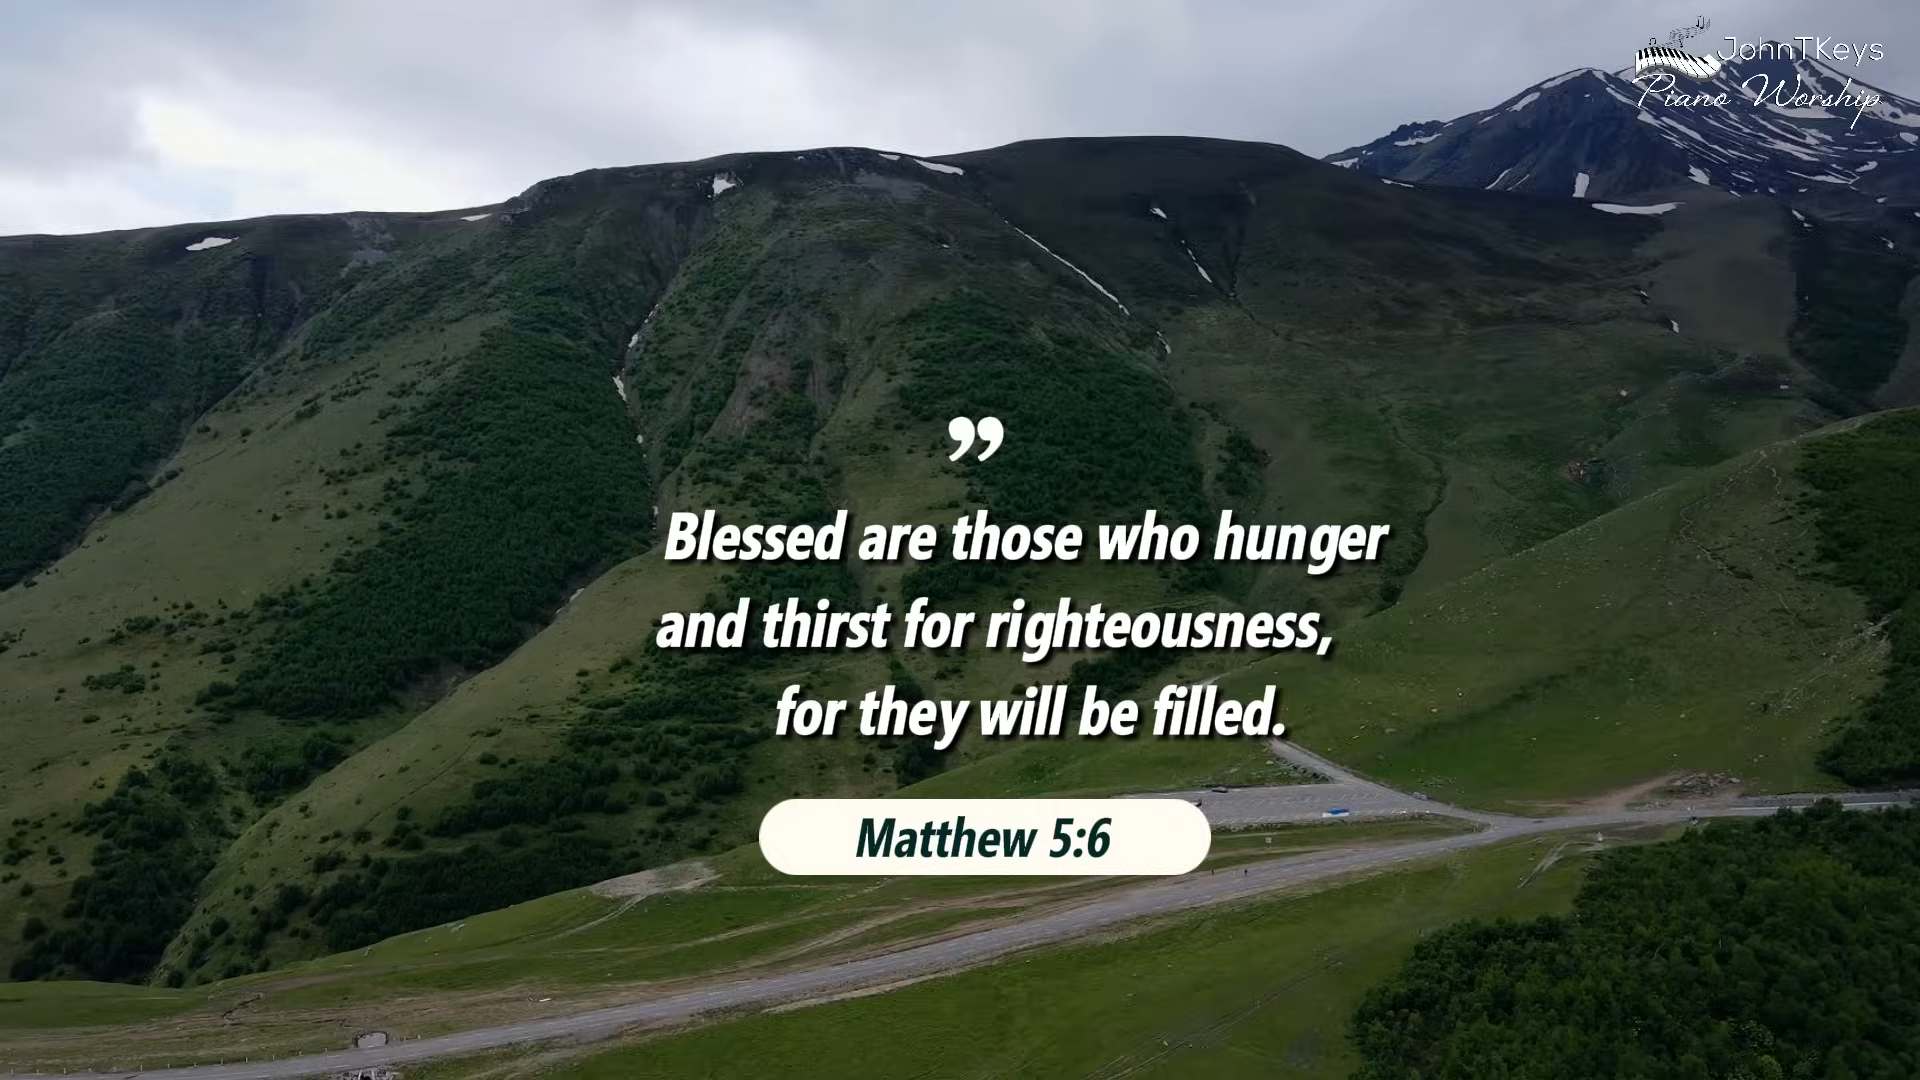 JohnTKeys
Piano Worship
”
Blessed are those who hunger
and thirst for righteousness,
for they will be filled.
Matthew 5:6